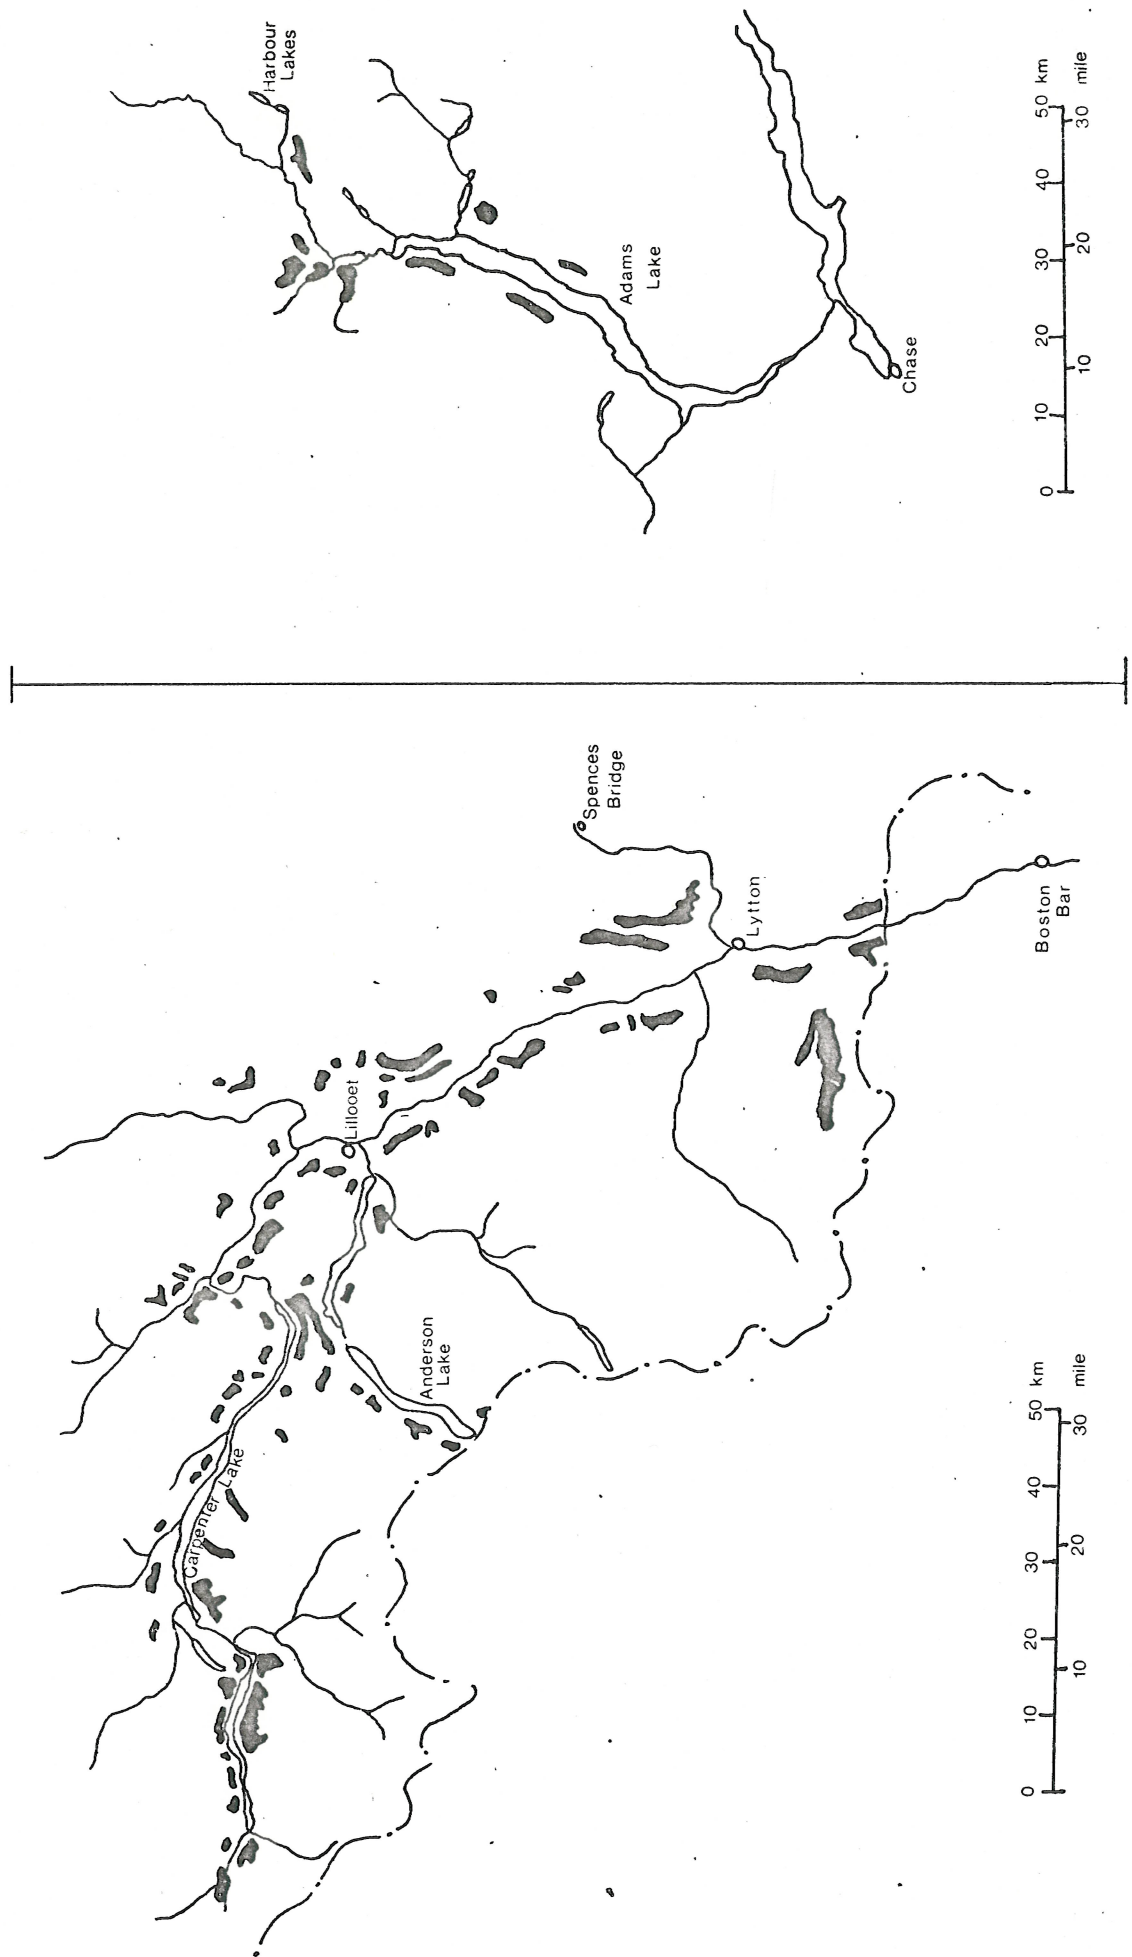 Carpenter Lake
Anderson
Lake
Lillooet
Lytton
Spences
Bridge
Boston
Bar
0 10 20 30 40 50 km
10 20 30 mile
Harbour
Lakes
Adams
Lake
Chase
0 10 20 30 40 50 km
10 20 30 mile